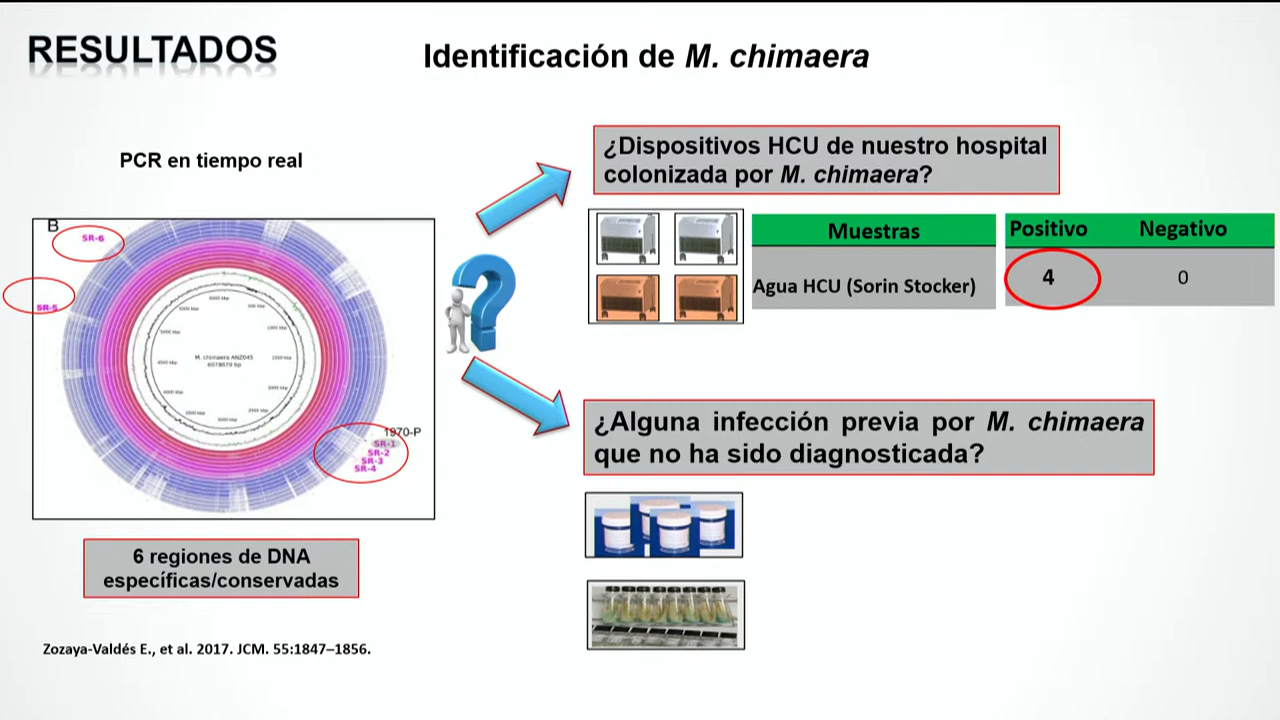 RESULTADOS
Identificación de M. chimaera
PCR en tiempo real
B
SR-6
SR-5
M. chimaera ANZ045
6078679 bp
1970-P
SR-1
SR-2
SR-3
SR-4
6 regiones de DNA
específicas/conservadas
Zozaya-Valdés E., et al. 2017. JCM. 55:1847–1856.
¿Dispositivos HCU de nuestro hospital
colonizada por M. chimaera?
Muestras
Positivo
Negativo
Agua HCU (Sorin Stocker)
4
0
¿Alguna infección previa por M. chimaera
que no ha sido diagnosticada?